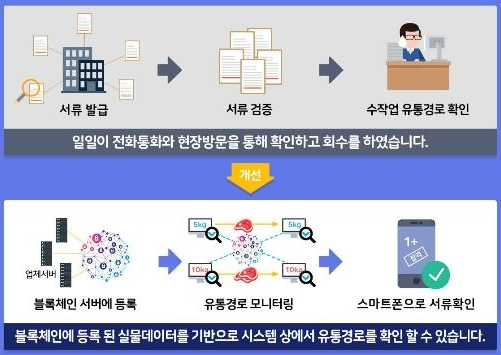 서류 발급
서류 검증
수작업 유통경로 확인
일일이 전화통화와 현장방문을 통해 확인하고 회수를 하였습니다.
개선
업체서버
5kg
5kg
10kg
10kg
1+
합격
블록체인 서버에 등록
유통경로 모니터링
스마트폰으로 서류확인
블록체인에 등록 된 실물데이터를 기반으로 시스템 상에서 유통경로를 확인 할 수 있습니다.